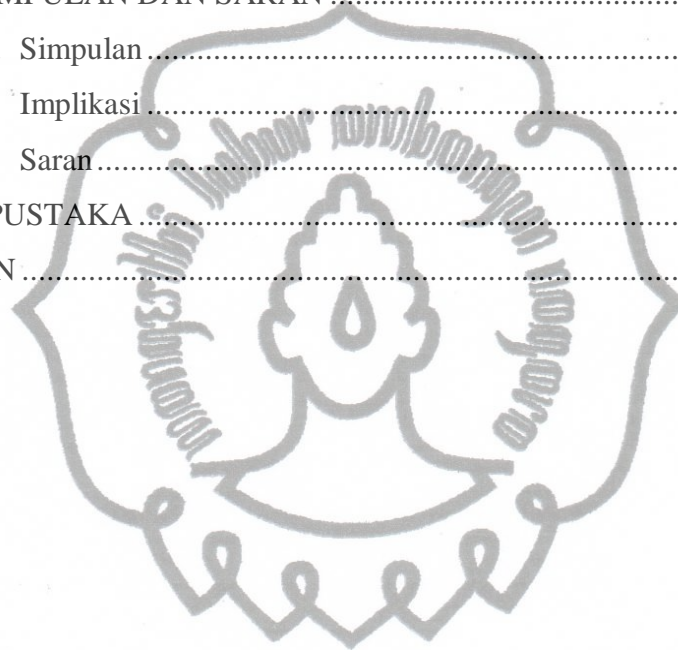 MPULAN DAN SARAN ........................................
Simpulan ................................................................
Implikasi ................................................................
Saran ......................................................................
PUSTAKA ................................................................
N ..............................................................................